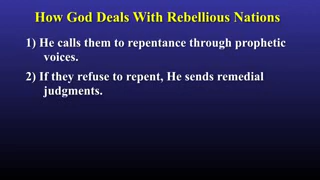 How God Deals With Rebellious Nations
1) He calls them to repentance through prophetic
voices.
2) If they refuse to repent, He sends remedial
judgments.